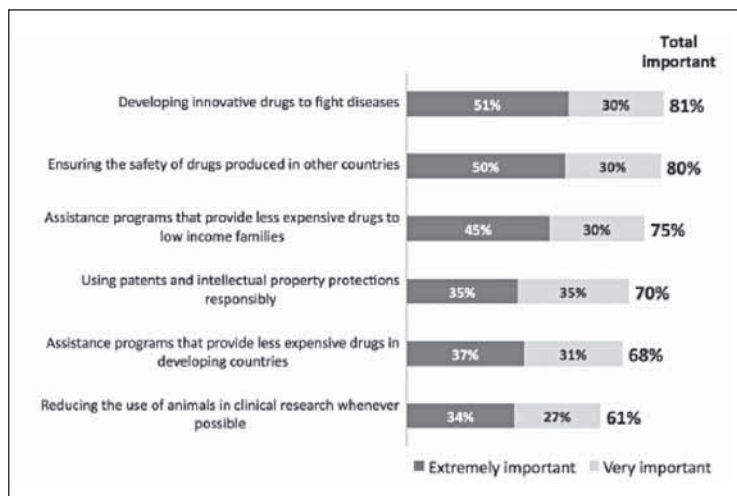 Total
important
Developing innovative drugs to fight diseases 51% 30% 81%
Ensuring the safety of drugs produced in other countries 50% 30% 80%
Assistance programs that provide less expensive drugs to
low income families 45% 30% 75%
Using patents and intellectual property protections
responsibly 35% 35% 70%
Assistance programs that provide less expensive drugs in
developing countries 37% 31% 68%
Reducing the use of animals in clinical research whenever
possible 34% 27% 61%
Extremely important Very important